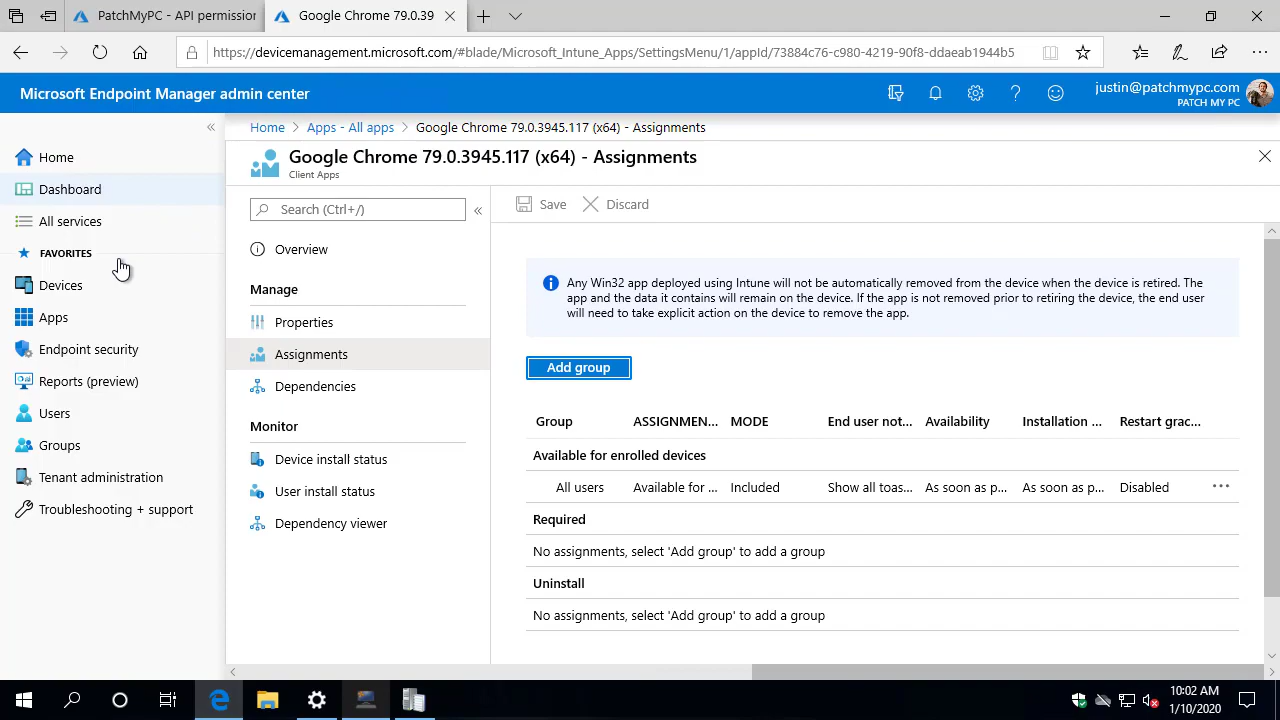 PatchMyPC - API permission
Google Chrome 79.0.39
https://devicemanagement.microsoft.com/#blade/Microsoft_Intune_Apps/SettingsMenu/1/appId/73884c76-c980-4219-90f8-ddaeab1944b5
Microsoft Endpoint Manager admin center
justin@patchmypc.com
PATCH MY PC
Home > Apps - All apps > Google Chrome 79.0.3945.117 (x64) - Assignments
Google Chrome 79.0.3945.117 (x64) - Assignments
Client Apps
Home
Dashboard
All services
FAVORITES
Devices
Apps
Endpoint security
Reports (preview)
Users
Groups
Tenant administration
Troubleshooting + support
Search (Ctrl+/)
Overview
Manage
Properties
Assignments
Dependencies
Monitor
Device install status
User install status
Dependency viewer
Save
Discard
Any Win32 app deployed using Intune will not be automatically removed from the device when the device is retired. The
app and the data it contains will remain on the device. If the app is not removed prior to retiring the device, the end user
will need to take explicit action on the device to remove the app.
Add group
Group ASSIGNMEN... MODE End user not... Availability Installation ... Restart grac...
Available for enrolled devices
All users Available for ... Included Show all toas... As soon as p... As soon as p... Disabled
Required
No assignments, select 'Add group' to add a group
Uninstall
No assignments, select 'Add group' to add a group
10:02 AM
1/10/2020